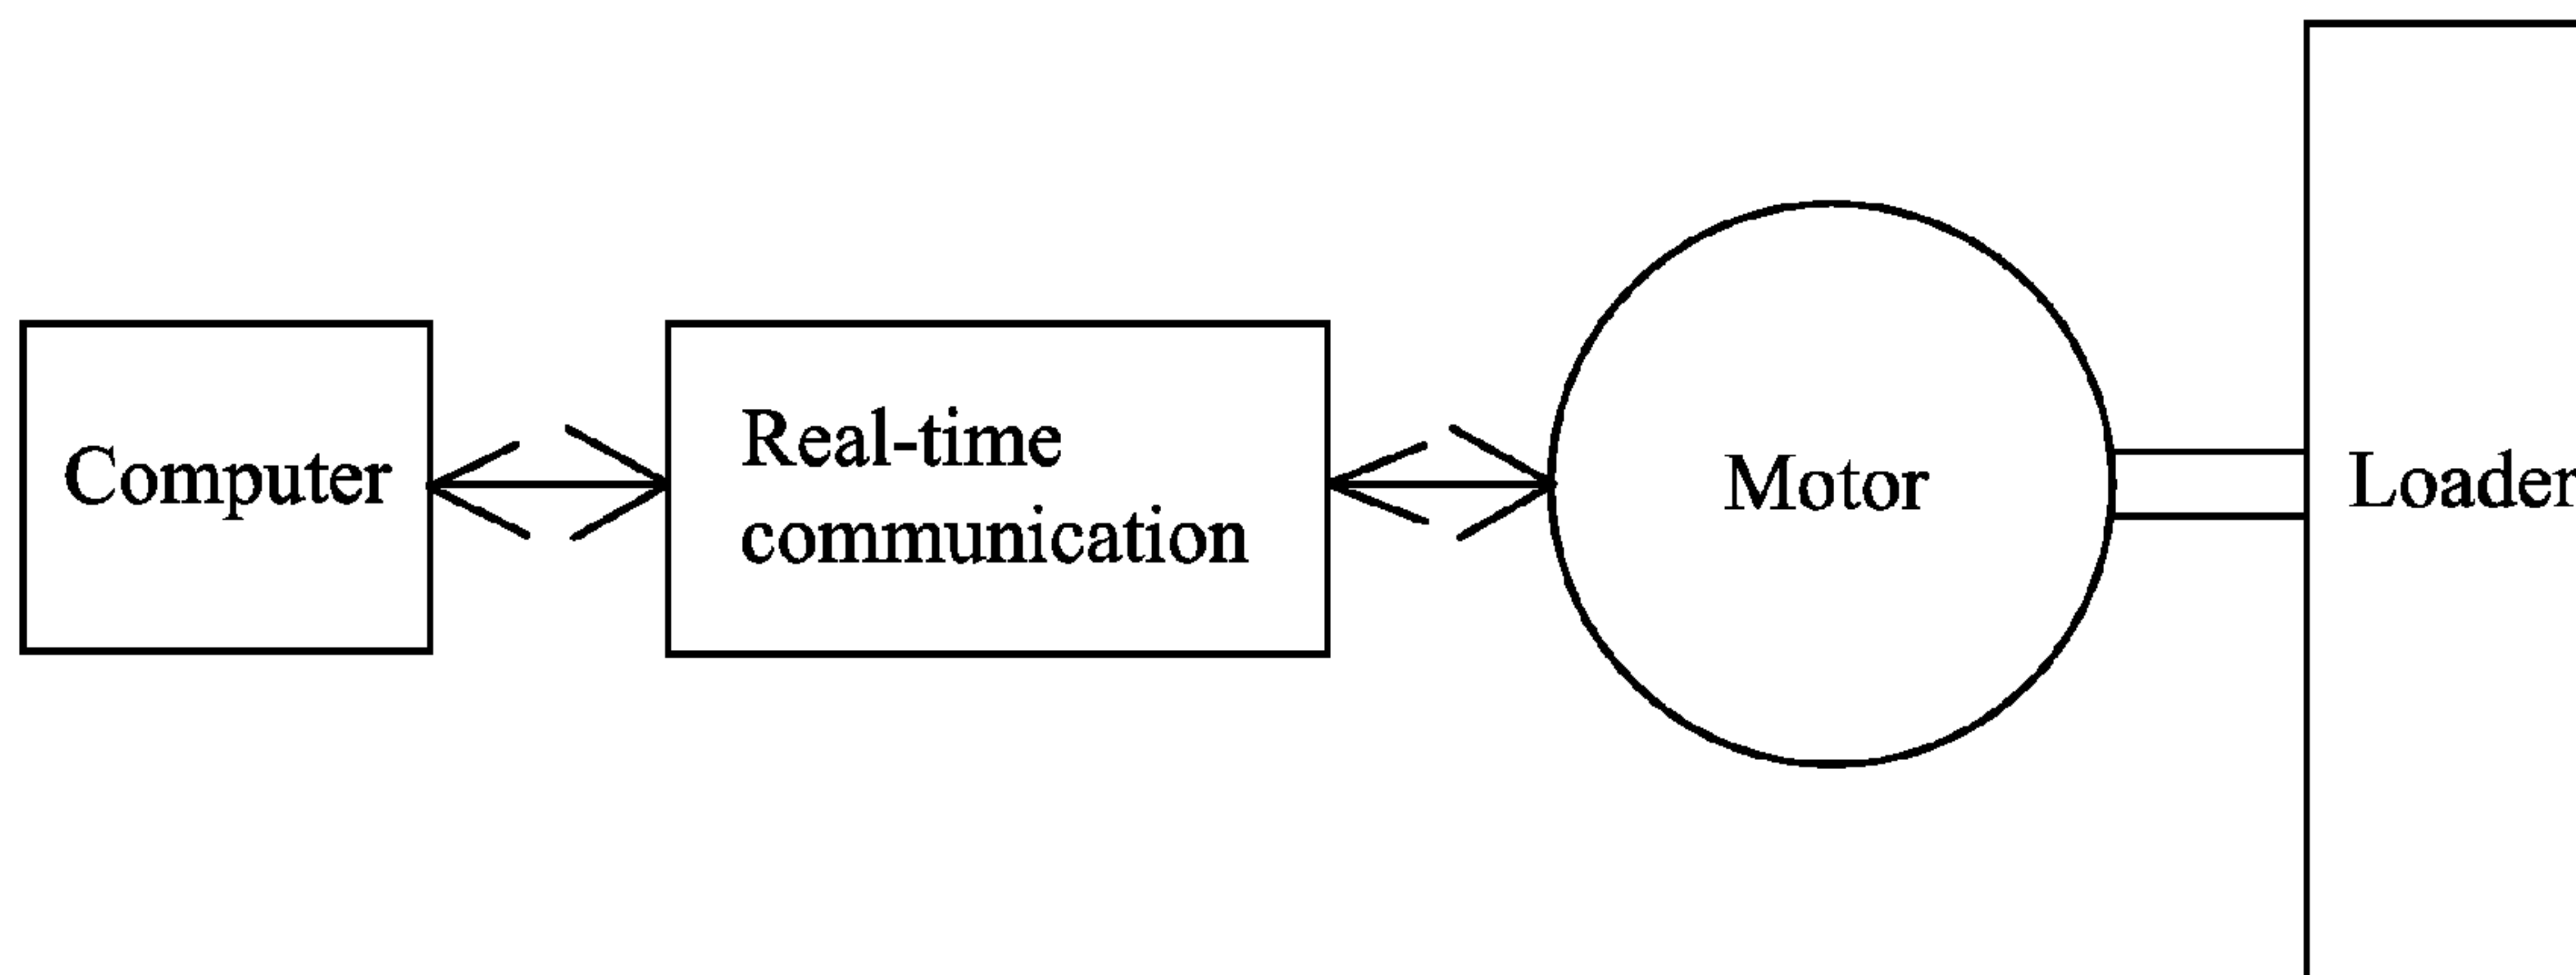 Computer
Real-time
communication
Motor
Loader